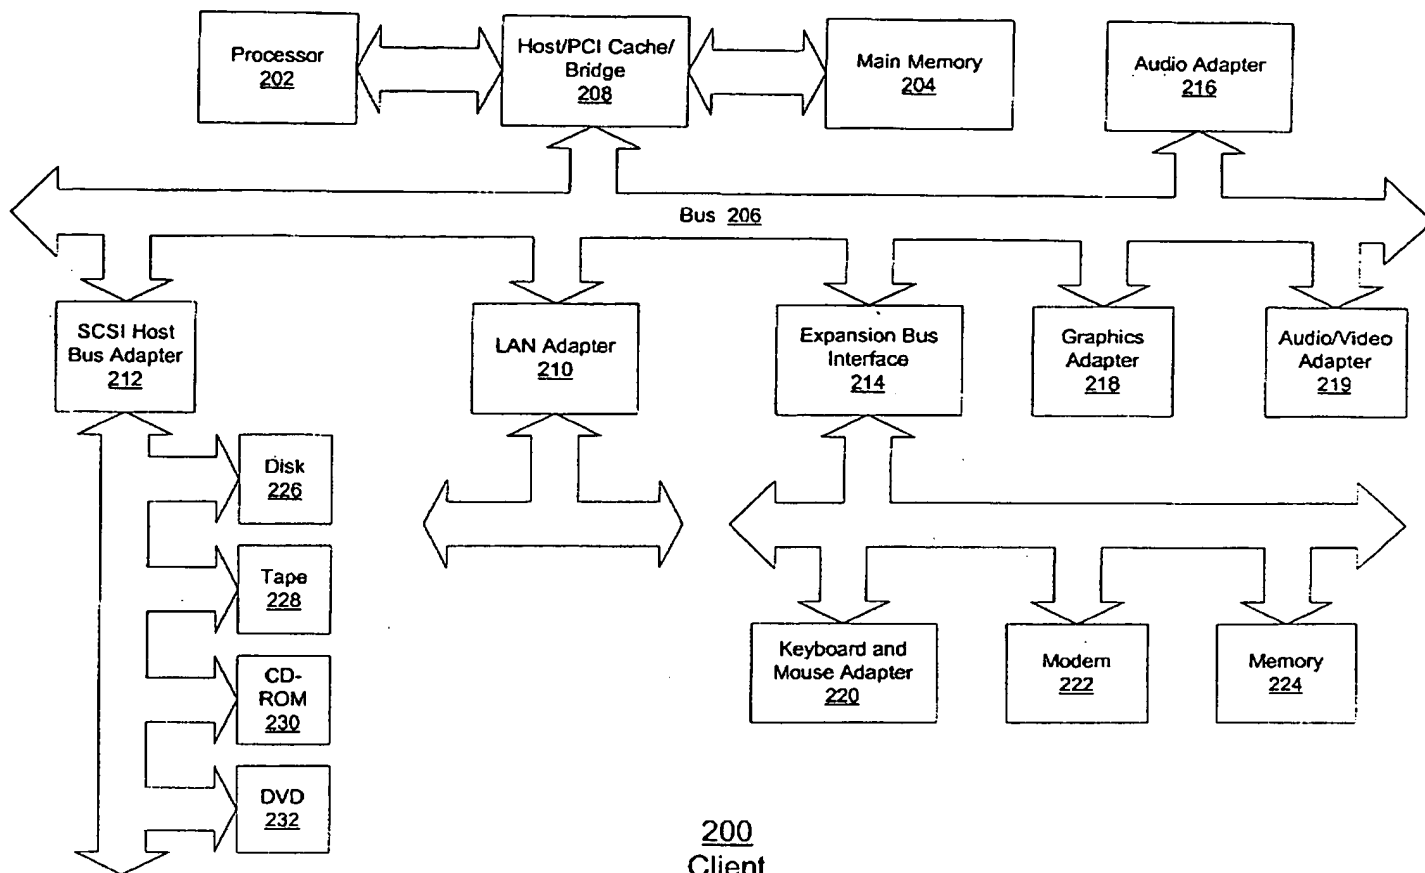 Processor
202
Host/PCI Cache/
Bridge
208
Main Memory
204
Audio Adapter
216
Bus 206
SCSI Host
Bus Adapter
212
LAN Adapter
210
Expansion Bus
Interface
214
Graphics
Adapter
218
Audio/Video
Adapter
219
Disk
226
Tape
228
CD-
ROM
230
DVD
232
Keyboard and
Mouse Adapter
220
Modem
222
Memory
224
200
Client